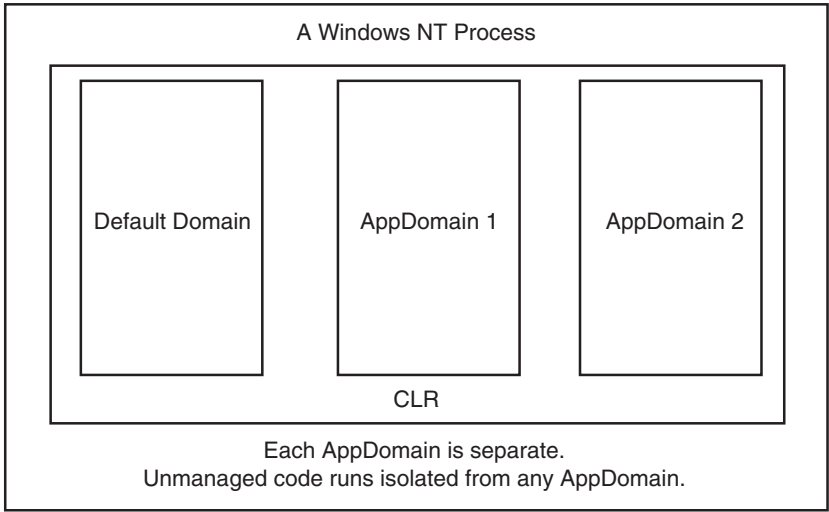 A Windows NT Process
Default Domain
AppDomain 1
AppDomain 2
CLR
Each AppDomain is separate.
Unmanaged code runs isolated from any AppDomain.